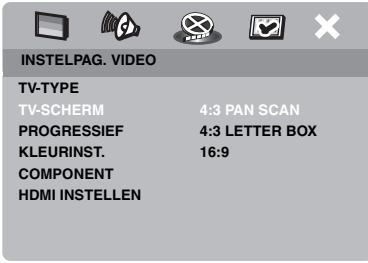 INSTELPAG. VIDEO
TV-TYPE
TV-SCHERM 4:3 PAN SCAN
PROGRESSIEF 4:3 LETTER BOX
KLEURINST. 16:9
COMPONENT
HDMI INSTELLEN